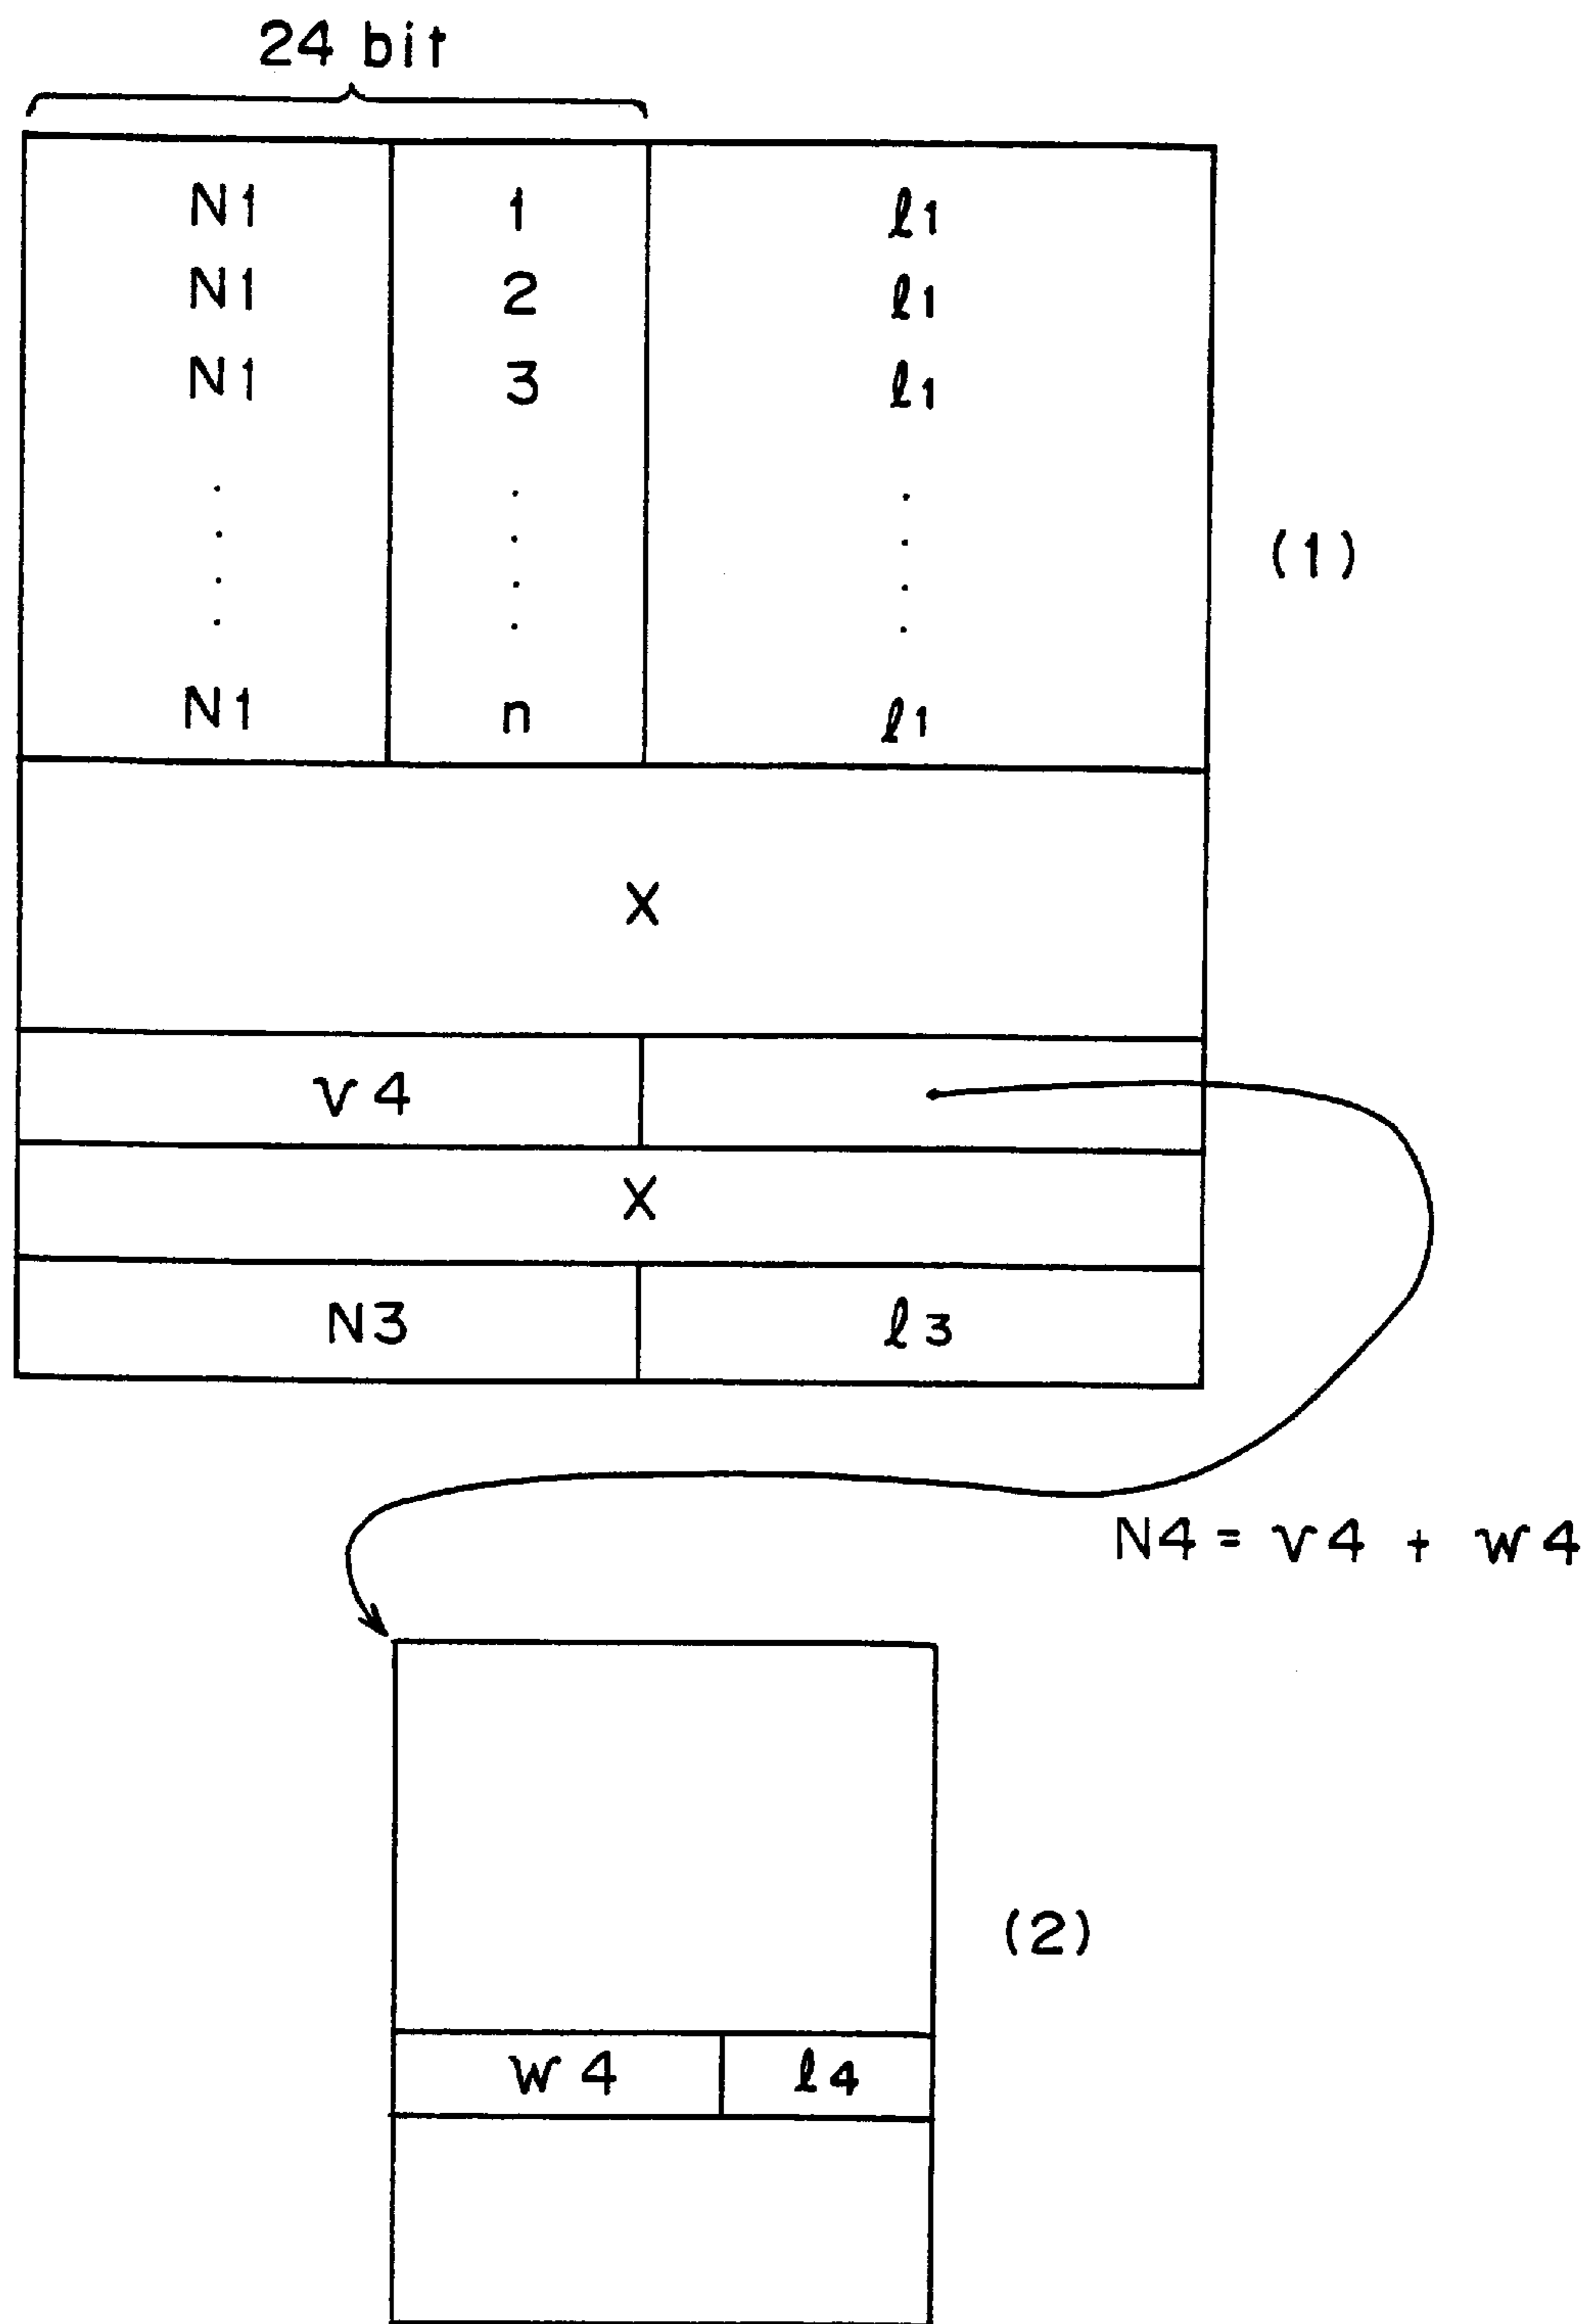 24 bit
N1 1 ℓ1
N1 2 ℓ1
N1 3 ℓ1
. . .
. . .
. . .
. . .
N1 n ℓ1
(1)
X
v4
X
N3 ℓ3
N4 = v4 + w4
(2)
w4 ℓ4